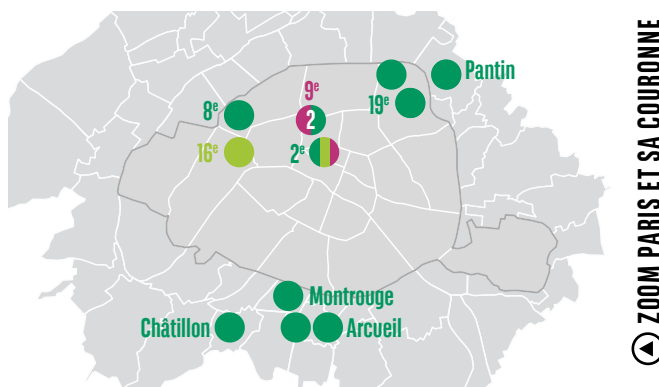 Pantin
9e
8e
19e
2
16e
2e
Montrouge
Châtillon
Arcueil
ZOOM PARIS ET SA COURONNE